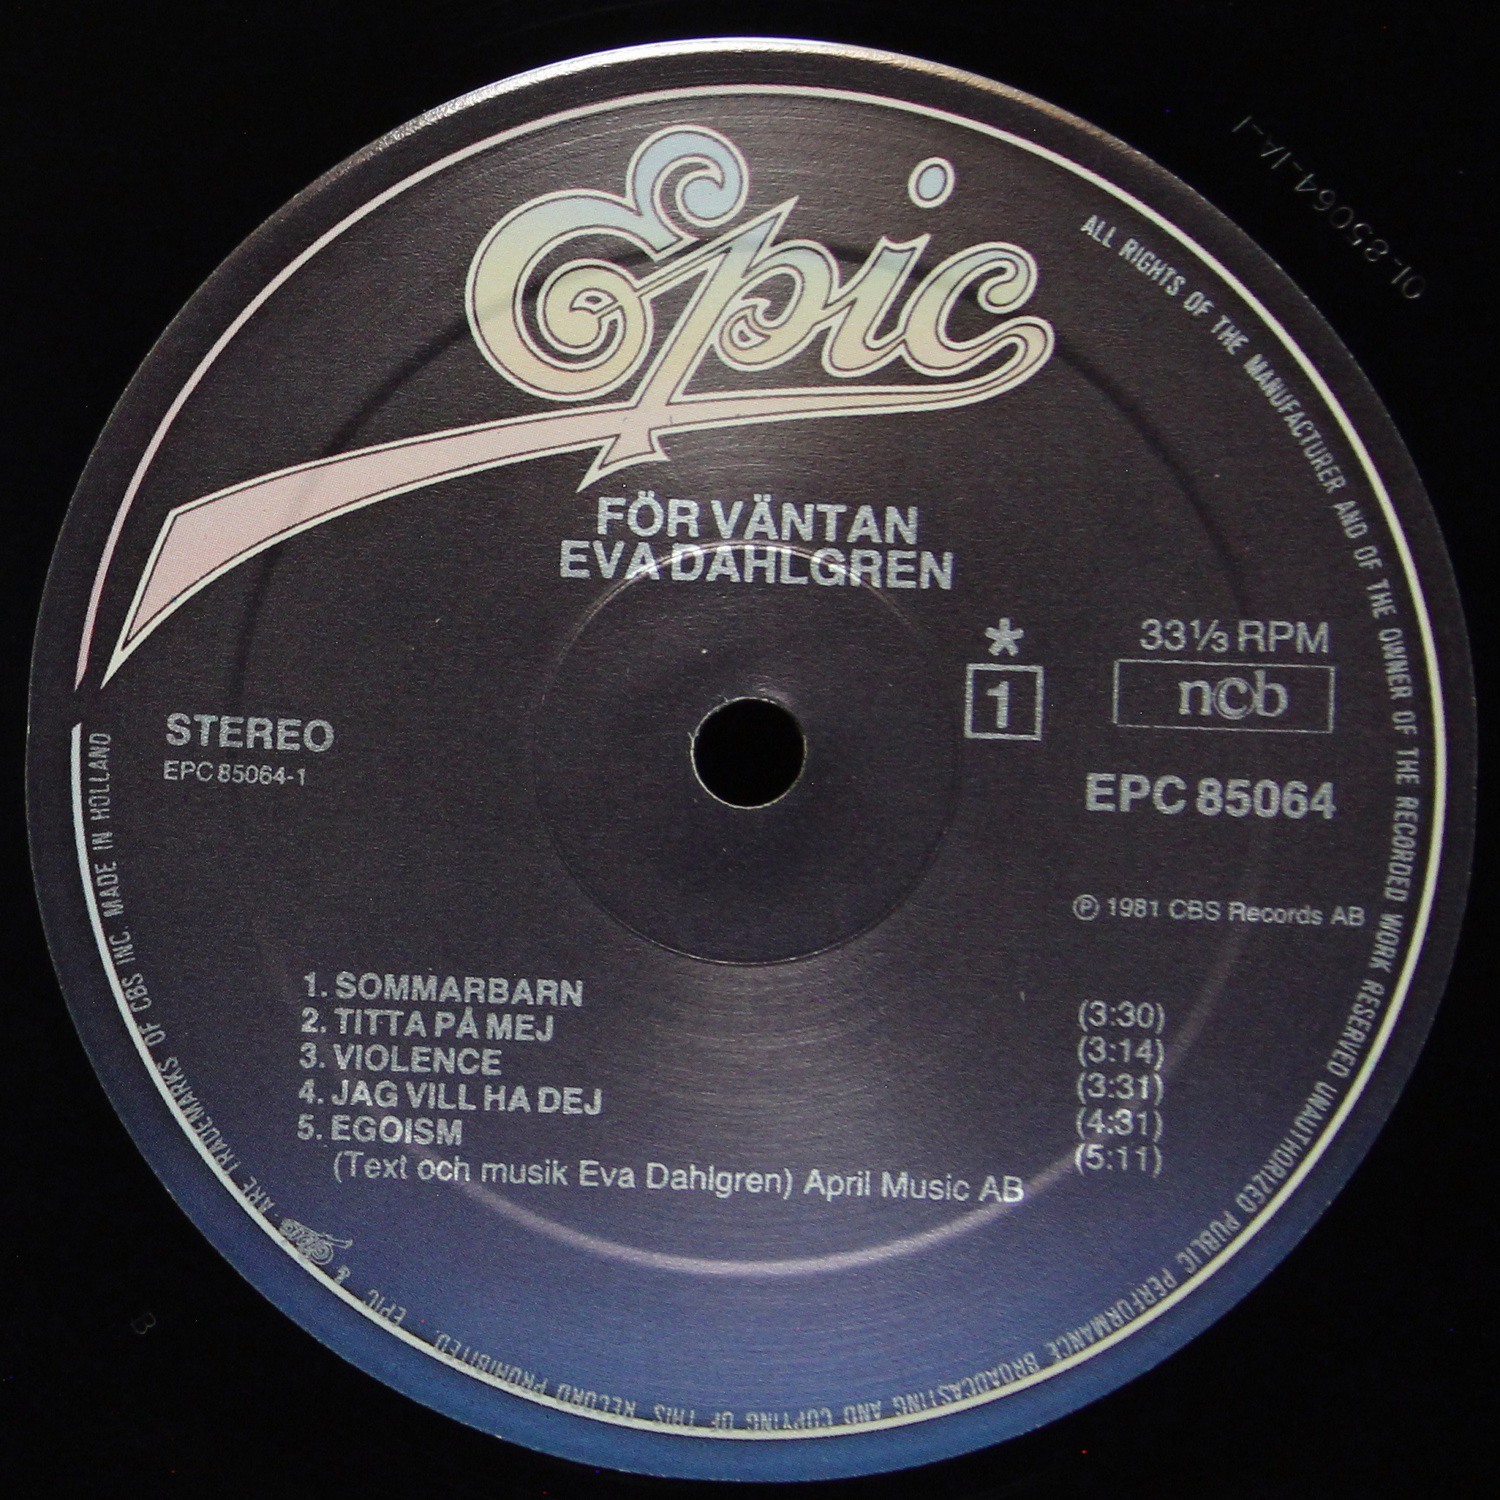 Epic
FÖR VÄNTAN
EVA DAHLGREN
*
1
33⅓ RPM
ncb
STEREO
EPC 85064-1
EPC 85064
℗ 1981 CBS Records AB
1. SOMMARBARN (3:30)
2. TITTA PÅ MEJ (3:14)
3. VIOLENCE (3:31)
4. JAG VILL HA DEJ (4:31)
5. EGOISM (5:11)
(Text och musik Eva Dahlgren) April Music AB
ALL RIGHTS OF THE MANUFACTURER AND OF THE OWNER OF THE RECORDED WORK RESERVED UNAUTHORIZED PUBLIC PERFORMANCE BROADCASTING AND COPYING OF THIS RECORD PROHIBITED. "EPIC" & Epic ARE TRADEMARKS OF CBS INC. MADE IN HOLLAND
01-85064-1A-1
B